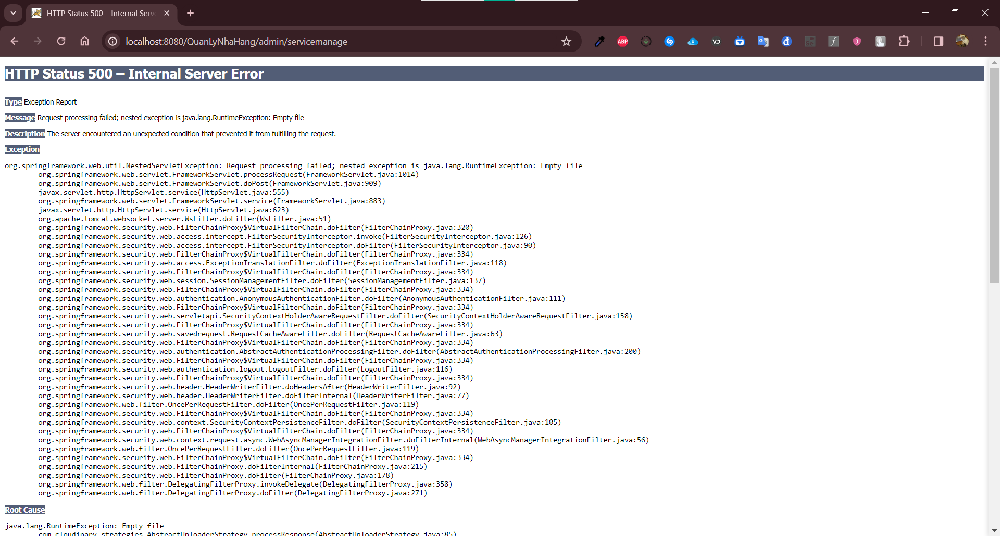 HTTP Status 500 – Internal Serv
localhost:8080/QuanLyNhaHang/admin/servicemanage
ABP
VD
HTTP Status 500 – Internal Server Error
Type Exception Report
Message Request processing failed; nested exception is java.lang.RuntimeException: Empty file
Description The server encountered an unexpected condition that prevented it from fulfilling the request.
Exception
org.springframework.web.util.NestedServletException: Request processing failed; nested exception is java.lang.RuntimeException: Empty file
org.springframework.web.servlet.FrameworkServlet.processRequest(FrameworkServlet.java:1014)
org.springframework.web.servlet.FrameworkServlet.doPost(FrameworkServlet.java:909)
javax.servlet.http.HttpServlet.service(HttpServlet.java:555)
org.springframework.web.servlet.FrameworkServlet.service(FrameworkServlet.java:883)
javax.servlet.http.HttpServlet.service(HttpServlet.java:623)
org.apache.tomcat.websocket.server.WsFilter.doFilter(WsFilter.java:51)
org.springframework.security.web.FilterChainProxy$VirtualFilterChain.doFilter(FilterChainProxy.java:320)
org.springframework.security.web.access.intercept.FilterSecurityInterceptor.invoke(FilterSecurityInterceptor.java:126)
org.springframework.security.web.access.intercept.FilterSecurityInterceptor.doFilter(FilterSecurityInterceptor.java:90)
org.springframework.security.web.FilterChainProxy$VirtualFilterChain.doFilter(FilterChainProxy.java:334)
org.springframework.security.web.access.ExceptionTranslationFilter.doFilter(ExceptionTranslationFilter.java:118)
org.springframework.security.web.FilterChainProxy$VirtualFilterChain.doFilter(FilterChainProxy.java:334)
org.springframework.security.web.session.SessionManagementFilter.doFilter(SessionManagementFilter.java:137)
org.springframework.security.web.FilterChainProxy$VirtualFilterChain.doFilter(FilterChainProxy.java:334)
org.springframework.security.web.authentication.AnonymousAuthenticationFilter.doFilter(AnonymousAuthenticationFilter.java:111)
org.springframework.security.web.FilterChainProxy$VirtualFilterChain.doFilter(FilterChainProxy.java:334)
org.springframework.security.web.servletapi.SecurityContextHolderAwareRequestFilter.doFilter(SecurityContextHolderAwareRequestFilter.java:158)
org.springframework.security.web.FilterChainProxy$VirtualFilterChain.doFilter(FilterChainProxy.java:334)
org.springframework.security.web.savedrequest.RequestCacheAwareFilter.doFilter(RequestCacheAwareFilter.java:63)
org.springframework.security.web.FilterChainProxy$VirtualFilterChain.doFilter(FilterChainProxy.java:334)
org.springframework.security.web.authentication.AbstractAuthenticationProcessingFilter.doFilter(AbstractAuthenticationProcessingFilter.java:200)
org.springframework.security.web.FilterChainProxy$VirtualFilterChain.doFilter(FilterChainProxy.java:334)
org.springframework.security.web.authentication.logout.LogoutFilter.doFilter(LogoutFilter.java:116)
org.springframework.security.web.FilterChainProxy$VirtualFilterChain.doFilter(FilterChainProxy.java:334)
org.springframework.security.web.header.HeaderWriterFilter.doHeadersAfter(HeaderWriterFilter.java:92)
org.springframework.security.web.header.HeaderWriterFilter.doFilterInternal(HeaderWriterFilter.java:77)
org.springframework.web.filter.OncePerRequestFilter.doFilter(OncePerRequestFilter.java:119)
org.springframework.security.web.FilterChainProxy$VirtualFilterChain.doFilter(FilterChainProxy.java:334)
org.springframework.security.web.context.SecurityContextPersistenceFilter.doFilter(SecurityContextPersistenceFilter.java:105)
org.springframework.security.web.FilterChainProxy$VirtualFilterChain.doFilter(FilterChainProxy.java:334)
org.springframework.security.web.context.request.async.WebAsyncManagerIntegrationFilter.doFilterInternal(WebAsyncManagerIntegrationFilter.java:56)
org.springframework.web.filter.OncePerRequestFilter.doFilter(OncePerRequestFilter.java:119)
org.springframework.security.web.FilterChainProxy$VirtualFilterChain.doFilter(FilterChainProxy.java:334)
org.springframework.security.web.FilterChainProxy.doFilterInternal(FilterChainProxy.java:215)
org.springframework.security.web.FilterChainProxy.doFilter(FilterChainProxy.java:178)
org.springframework.web.filter.DelegatingFilterProxy.invokeDelegate(DelegatingFilterProxy.java:358)
org.springframework.web.filter.DelegatingFilterProxy.doFilter(DelegatingFilterProxy.java:271)
Root Cause
java.lang.RuntimeException: Empty file
com.cloudinary.strategies.AbstractUploaderStrategy.processResponse(AbstractUploaderStrategy.java:85)